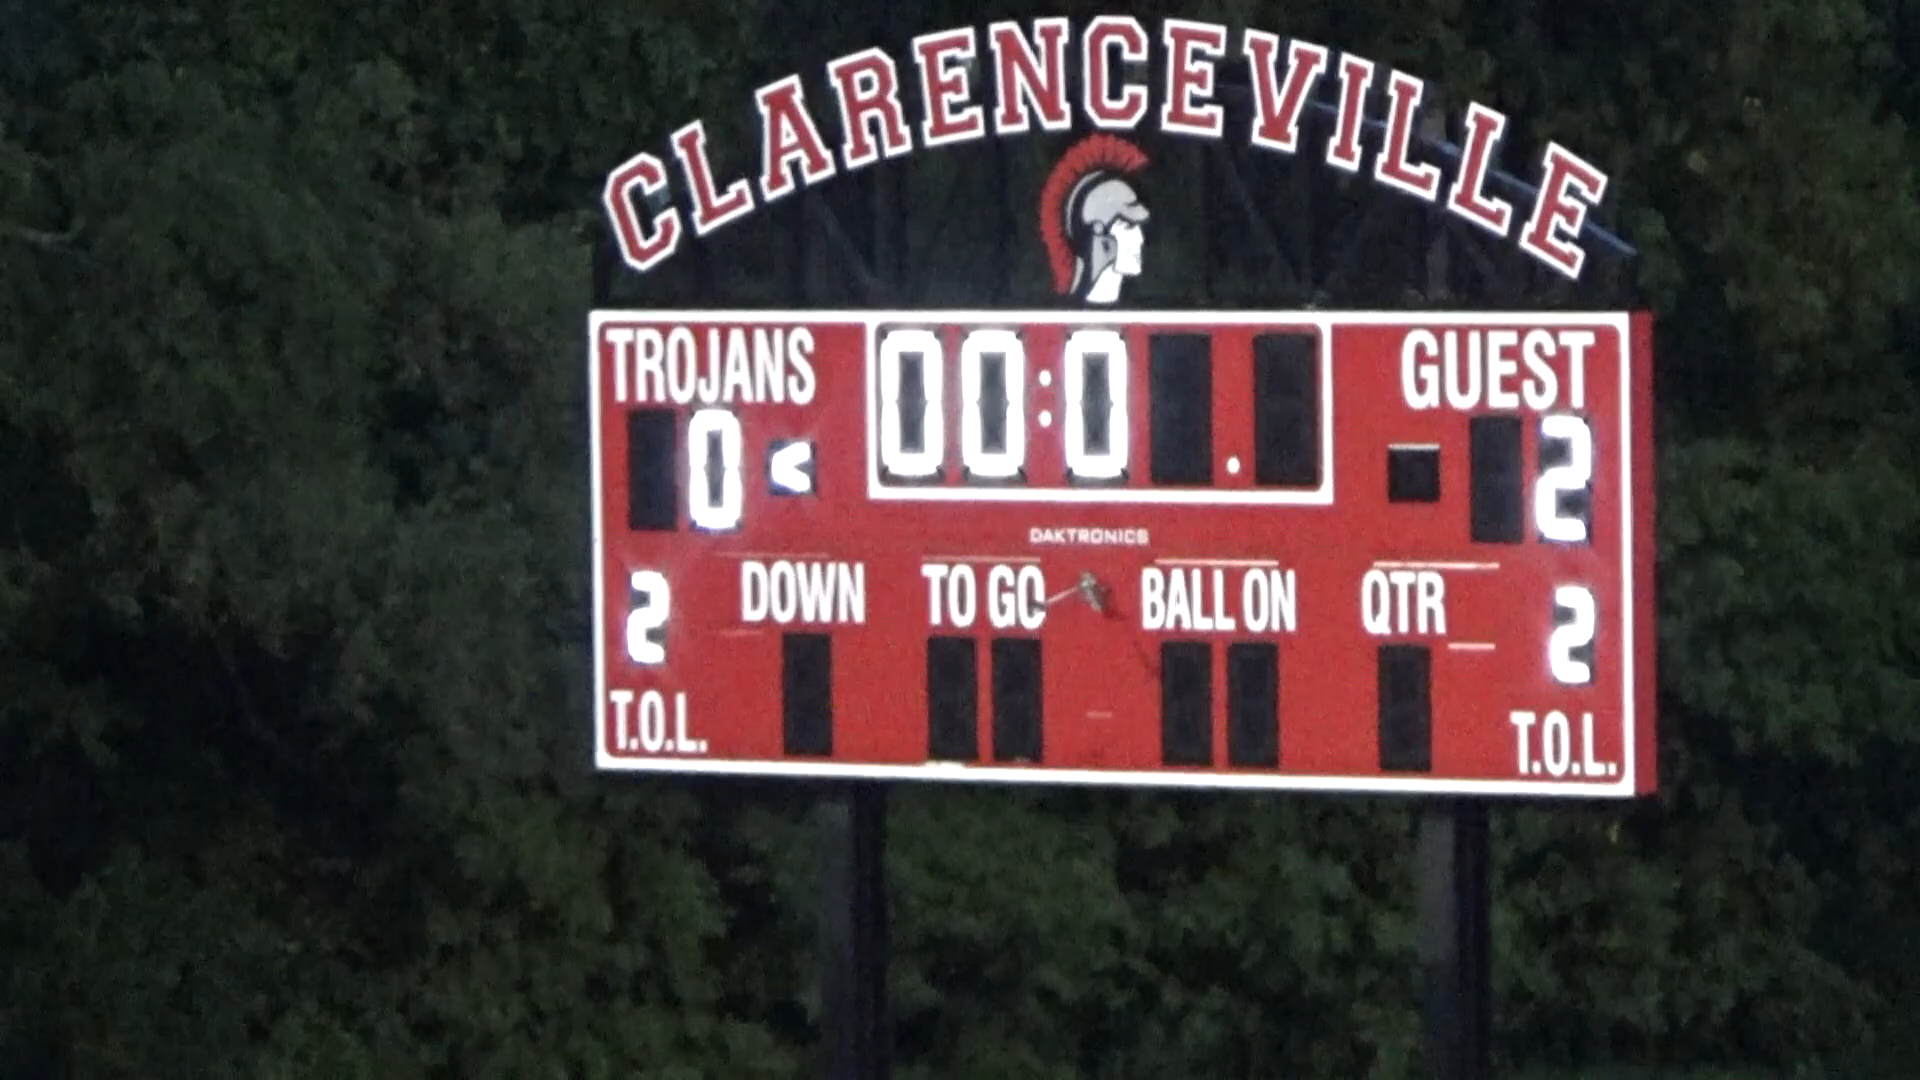 CLARENCEVILLE
TROJANS 00:0 . GUEST
0 < 2
DAKTRONICS
DOWN TO GO BALL ON QTR
2 2
T.O.L. T.O.L.